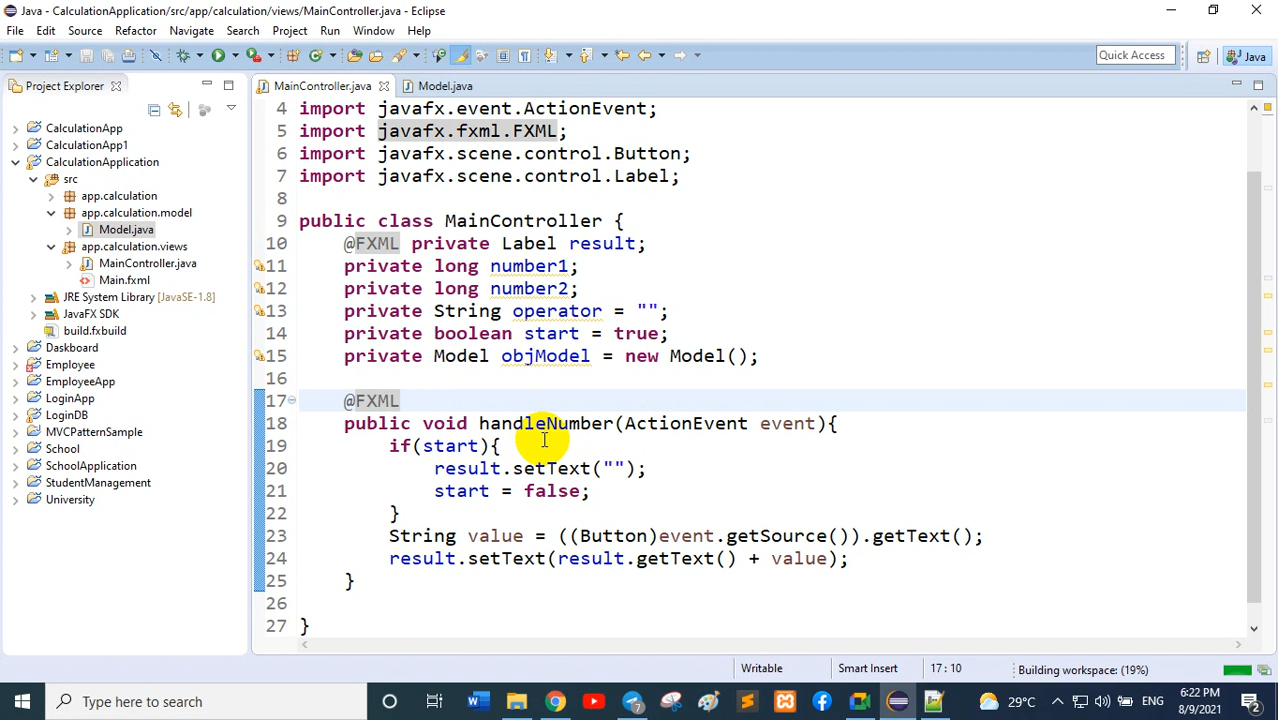 Java - CalculationApplication/src/app/calculation/views/MainController.java - Eclipse
File Edit Source Refactor Navigate Search Project Run Window Help
Quick Access
Java
Project Explorer
MainController.java
Model.java
CalculationApp
CalculationApp1
CalculationApplication
src
app.calculation
app.calculation.model
Model.java
app.calculation.views
MainController.java
Main.fxml
JRE System Library [JavaSE-1.8]
JavaFX SDK
build.fxbuild
Daskboard
Employee
EmployeeApp
LoginApp
LoginDB
MVCPatternSample
School
SchoolApplication
StudentManagement
University
4 import javafx.event.ActionEvent;
5 import javafx.fxml.FXML;
6 import javafx.scene.control.Button;
7 import javafx.scene.control.Label;
8
9 public class MainController {
10 @FXML private Label result;
11 private long number1;
12 private long number2;
13 private String operator = "";
14 private boolean start = true;
15 private Model objModel = new Model();
16
17 @FXML
18 public void handleNumber(ActionEvent event){
19 if(start){
20 result.setText("");
21 start = false;
22 }
23 String value = ((Button)event.getSource()).getText();
24 result.setText(result.getText() + value);
25 }
26
27 }
Writable Smart Insert 17 : 10 Building workspace: (19%)
Type here to search
7
29°C
ENG
6:22 PM
8/9/2021
2